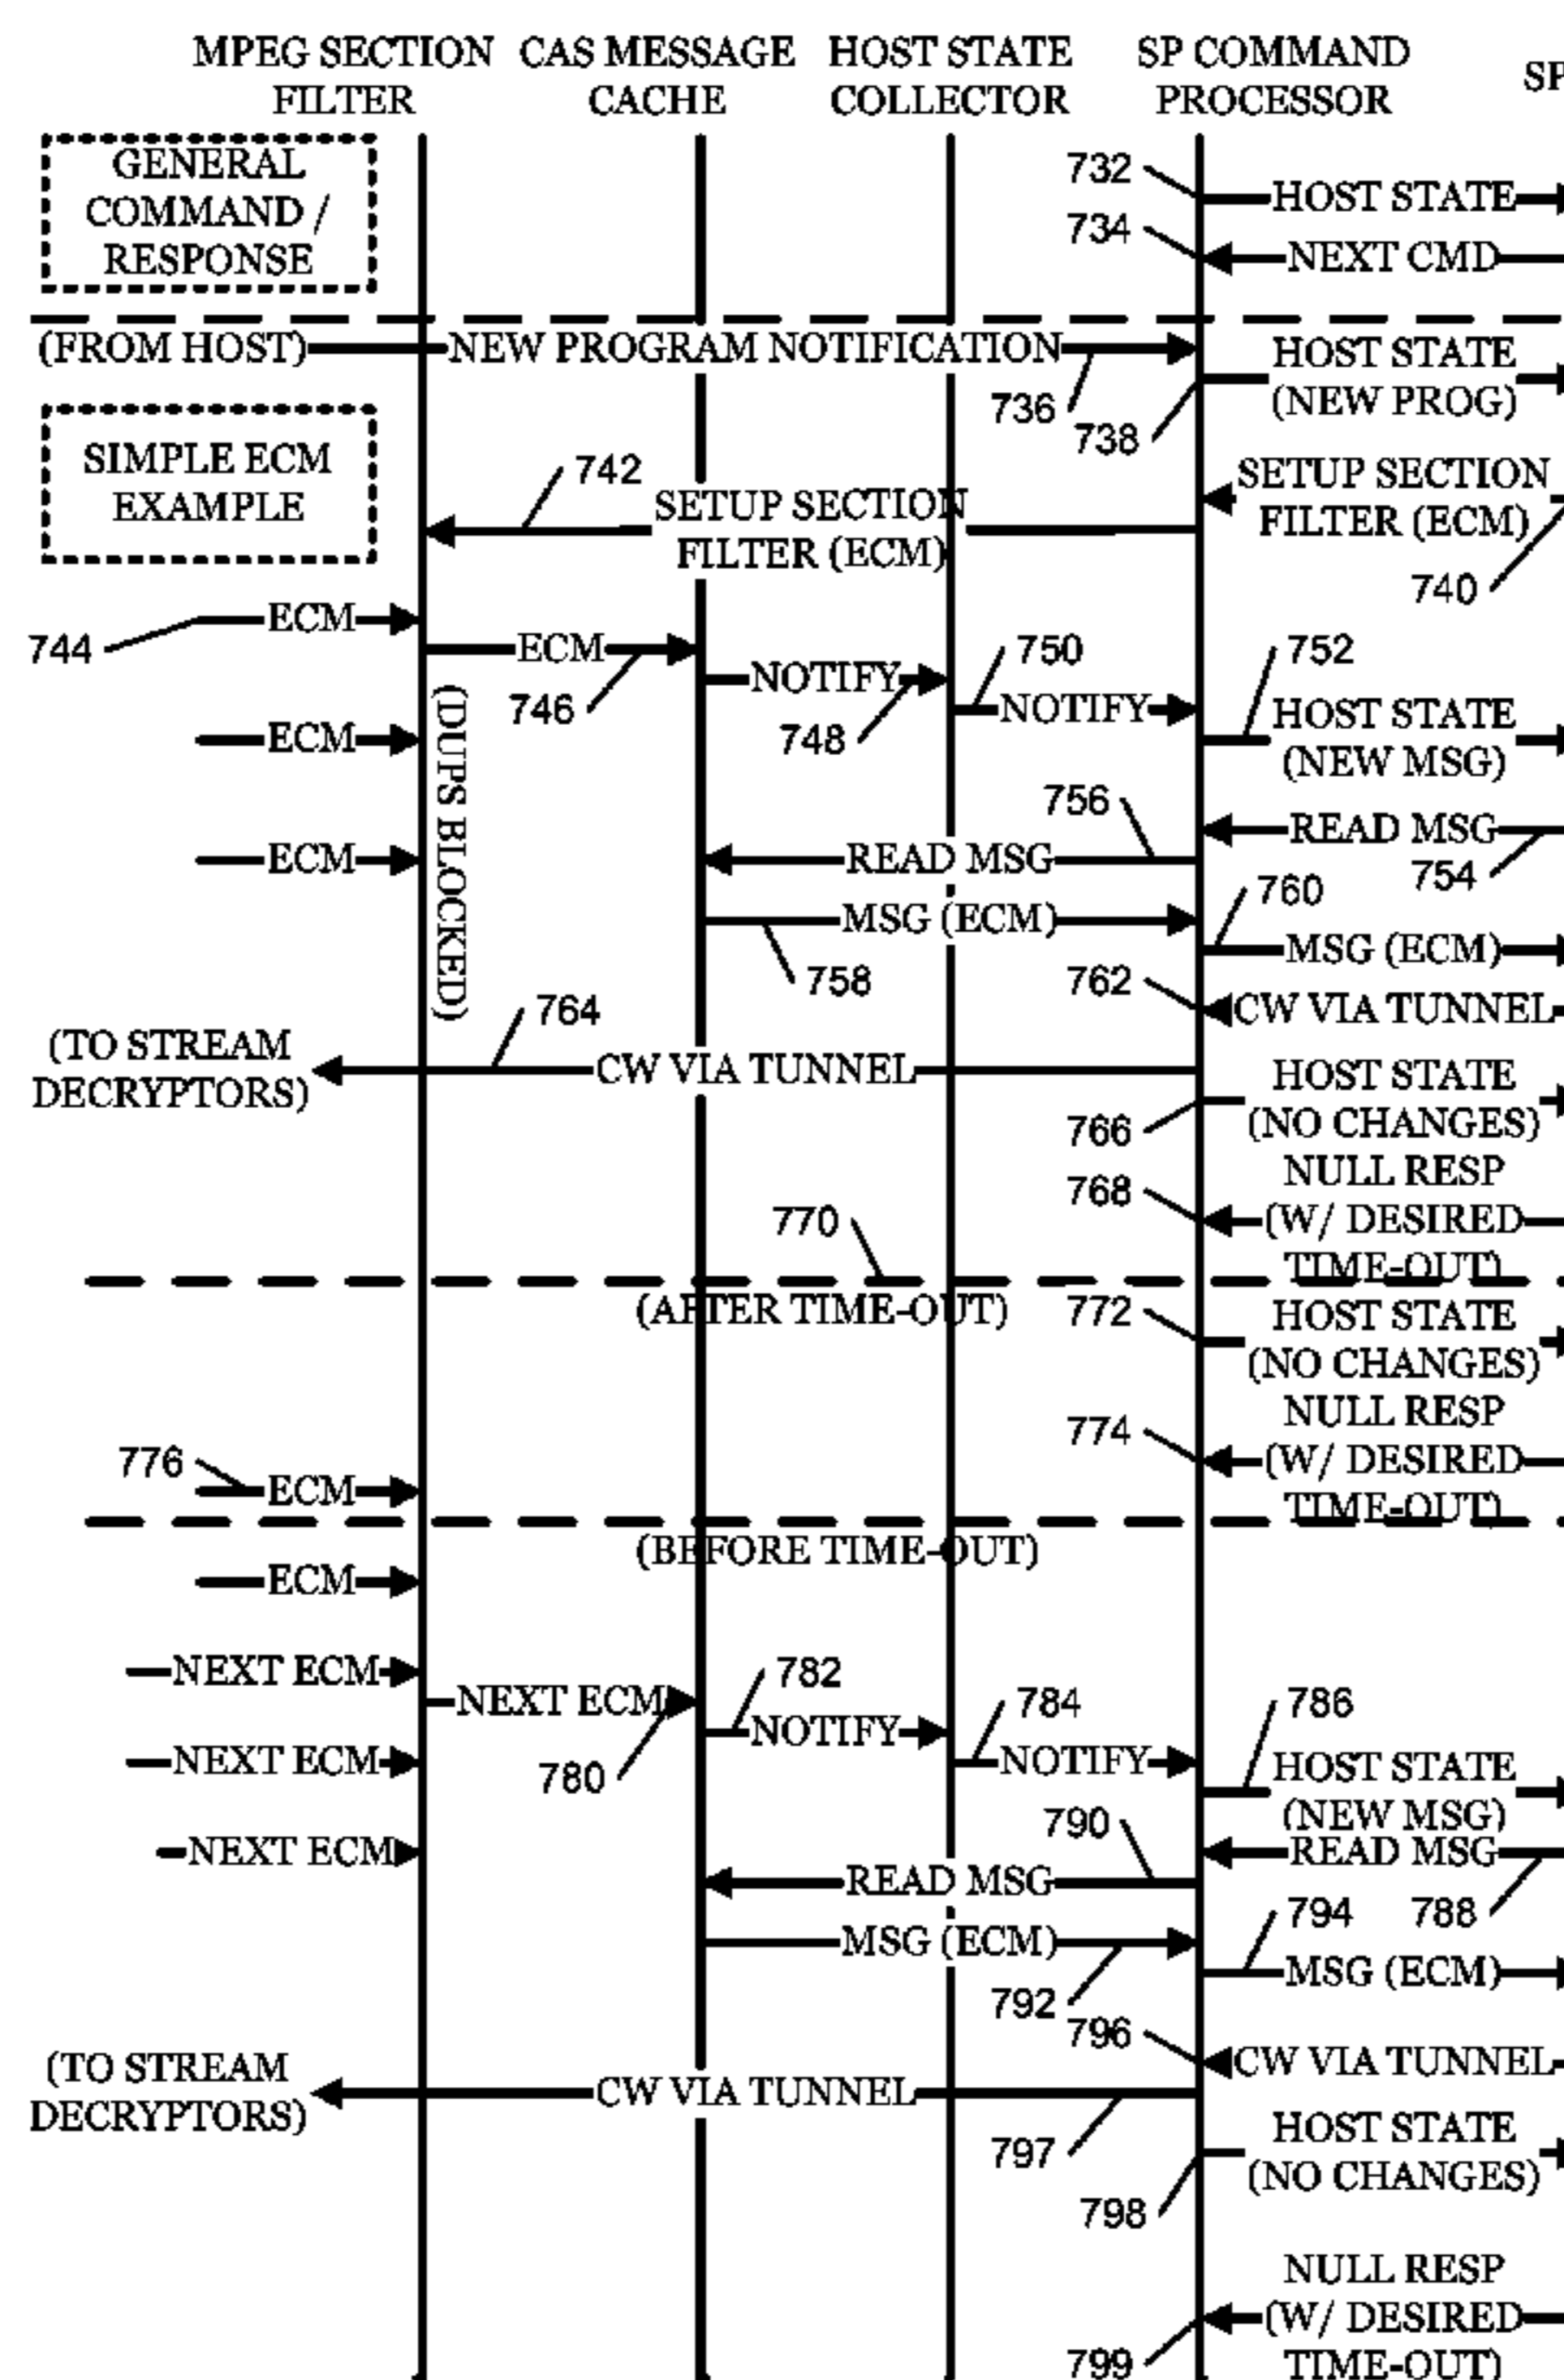 MPEG SECTION
FILTER
CAS MESSAGE
CACHE
HOST STATE
COLLECTOR
SP COMMAND
PROCESSOR
SP
GENERAL
COMMAND /
RESPONSE
732
HOST STATE
734
NEXT CMD
(FROM HOST)
NEW PROGRAM NOTIFICATION
736
738
HOST STATE
(NEW PROG)
SIMPLE ECM
EXAMPLE
742
SETUP SECTION
FILTER (ECM)
SETUP SECTION
FILTER (ECM)
740
744
ECM
ECM
746
NOTIFY
748
750
NOTIFY
752
HOST STATE
(NEW MSG)
(DUPS BLOCKED)
ECM
ECM
READ MSG
754
756
READ MSG
MSG (ECM)
758
760
MSG (ECM)
762
CW VIA TUNNEL
764
(TO STREAM
DECRYPTORS)
CW VIA TUNNEL
HOST STATE
(NO CHANGES)
766
NULL RESP
(W/ DESIRED
TIME-OUT)
768
770
(AFTER TIME-OUT)
772
HOST STATE
(NO CHANGES)
774
NULL RESP
(W/ DESIRED
TIME-OUT)
776
ECM
(BEFORE TIME-OUT)
ECM
NEXT ECM
NEXT ECM
780
782
NOTIFY
784
NOTIFY
786
HOST STATE
(NEW MSG)
NEXT ECM
NEXT ECM
READ MSG
788
790
READ MSG
MSG (ECM)
792
794
MSG (ECM)
796
CW VIA TUNNEL
(TO STREAM
DECRYPTORS)
CW VIA TUNNEL
797
HOST STATE
(NO CHANGES)
798
NULL RESP
(W/ DESIRED
TIME-OUT)
799